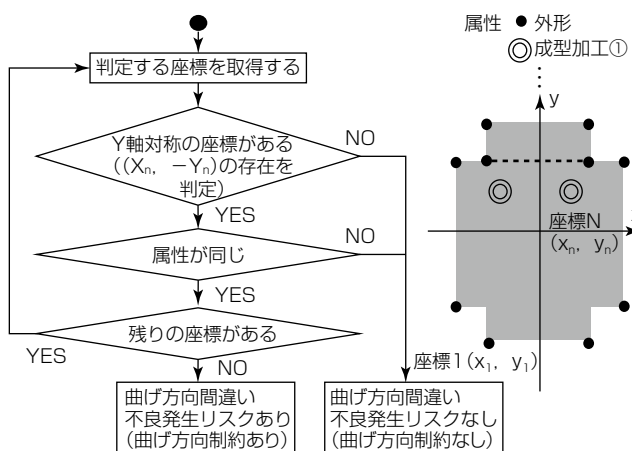 判定する座標を取得する
Y軸対称の座標がある
((Xn, −Yn)の存在を
判定)
NO
YES
属性が同じ
NO
YES
残りの座標がある
YES
NO
曲げ方向間違い
不良発生リスクあり
(曲げ方向制約あり)
曲げ方向間違い
不良発生リスクなし
(曲げ方向制約なし)
属性 ● 外形
◎成型加工①
⋮
y
座標N
(xn, yn)
座標1(x1, y1)